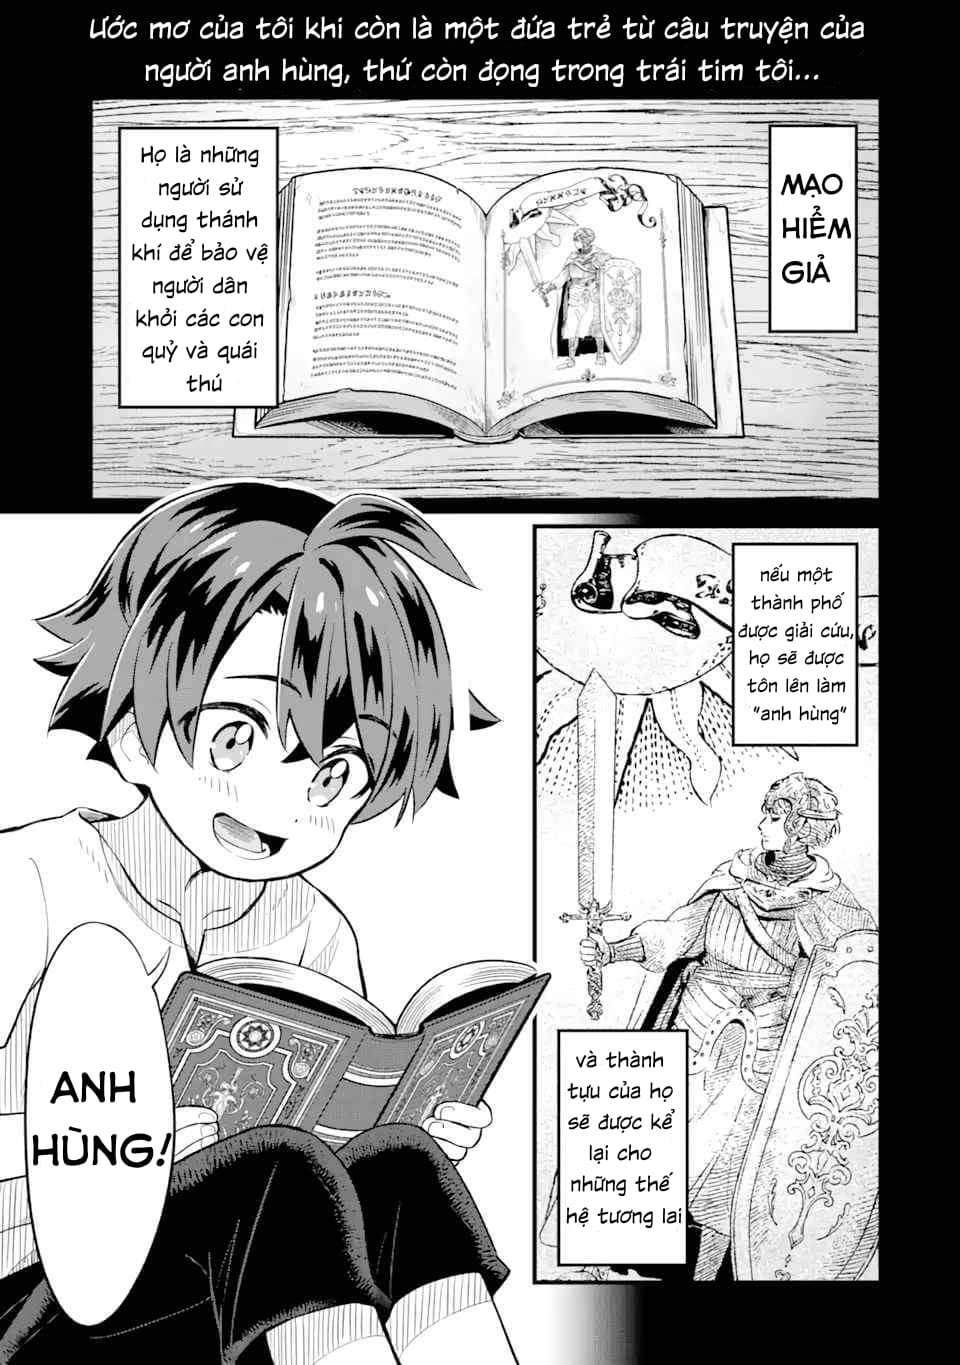 Ước mơ của tôi khi còn là một đứa trẻ từ câu truyện của
người anh hùng, thứ còn đọng trong trái tim tôi...
MẠO
HIỂM
GIẢ
Họ là những
người sử
dụng thánh
khí để bảo vệ
người dân
khỏi các con
quỷ và quái
thú
nếu một
thành phố
được giải cứu,
họ sẽ được
tôn lên làm
"anh hùng"
và thành
tựu của họ
sẽ được kể
lại cho
những thế
hệ tương lai
ANH
HÙNG!